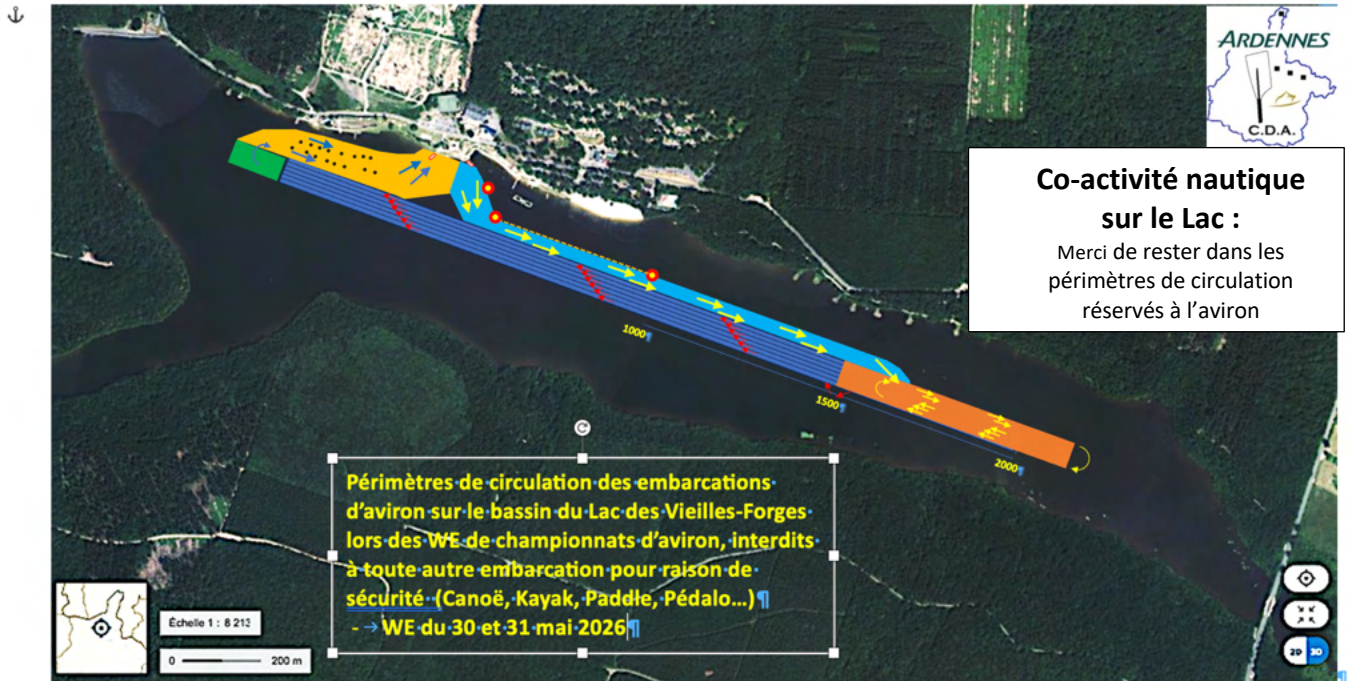 ARDENNES
C.D.A.
Co-activité nautique
sur le Lac :
Merci de rester dans les
périmètres de circulation
réservés à l'aviron
1000¶
1500¶
2000¶
Périmètres·de·circulation·des·embarcations·
d'aviron·sur·le·bassin·du·Lac·des·Vieilles-Forges·
lors·des·WE·de·championnats·d'aviron,·interdits·
à·toute·autre·embarcation·pour·raison·de·
sécurité··(Canoë,·Kayak,·Paddle,·Pédalo…)¶
-→WE·du·30·et·31·mai·2026¶
Échelle 1 : 8 213
0 200 m
2D 3D